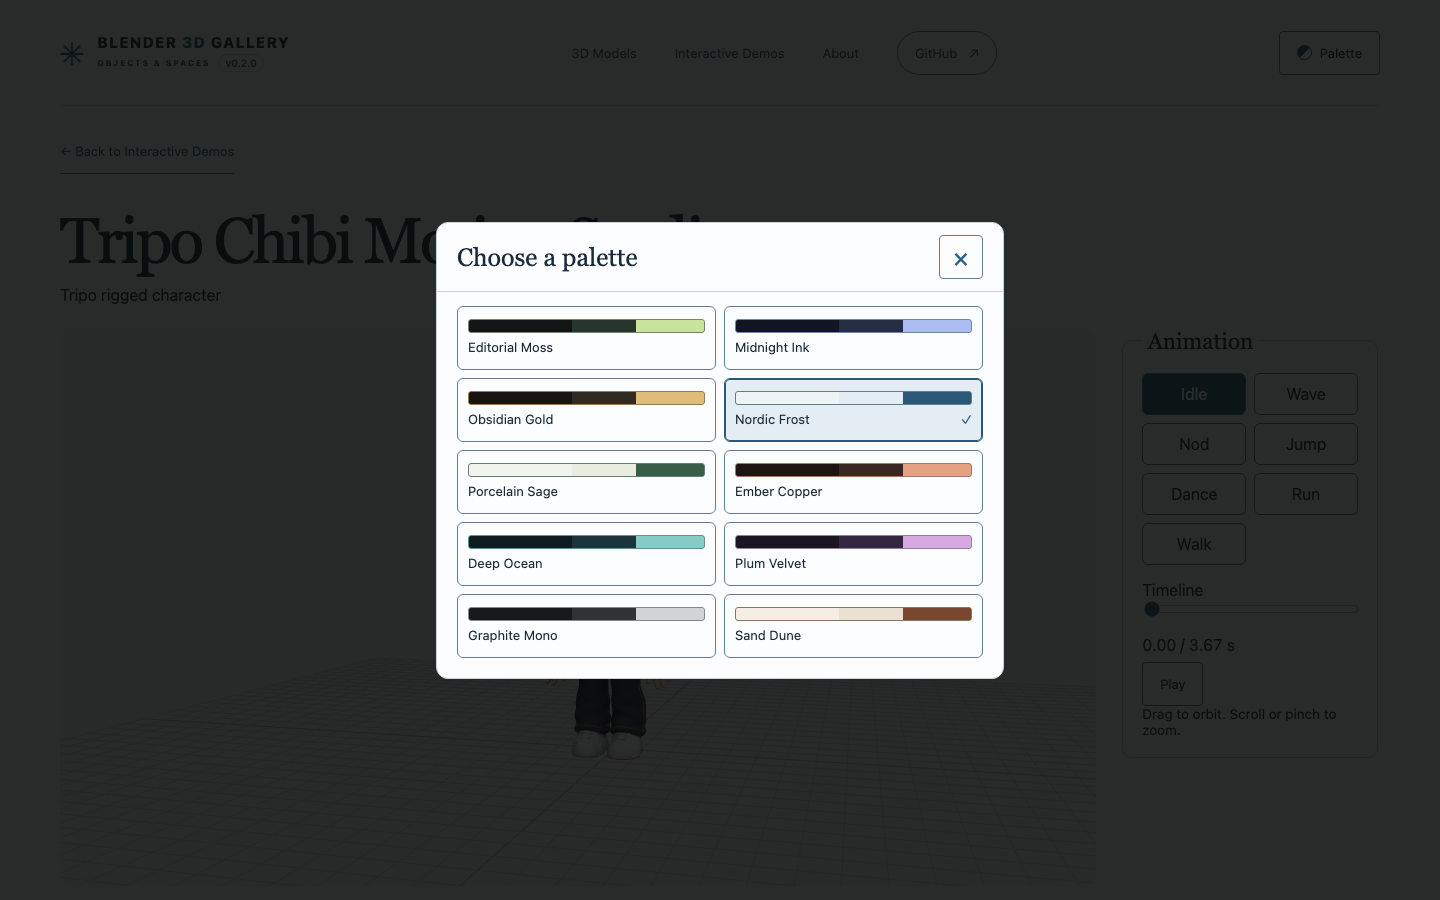 BLENDER 3D GALLERY
OBJECTS & SPACES v0.2.0
3D Models
Interactive Demos
About
GitHub ↗
Palette
← Back to Interactive Demos
Tripo Chibi
Tripo rigged character
Choose a palette
×
Editorial Moss
Midnight Ink
Obsidian Gold
Nordic Frost ✓
Porcelain Sage
Ember Copper
Deep Ocean
Plum Velvet
Graphite Mono
Sand Dune
Animation
Idle
Wave
Nod
Jump
Dance
Run
Walk
Timeline
0.00 / 3.67 s
Play
Drag to orbit. Scroll or pinch to
zoom.